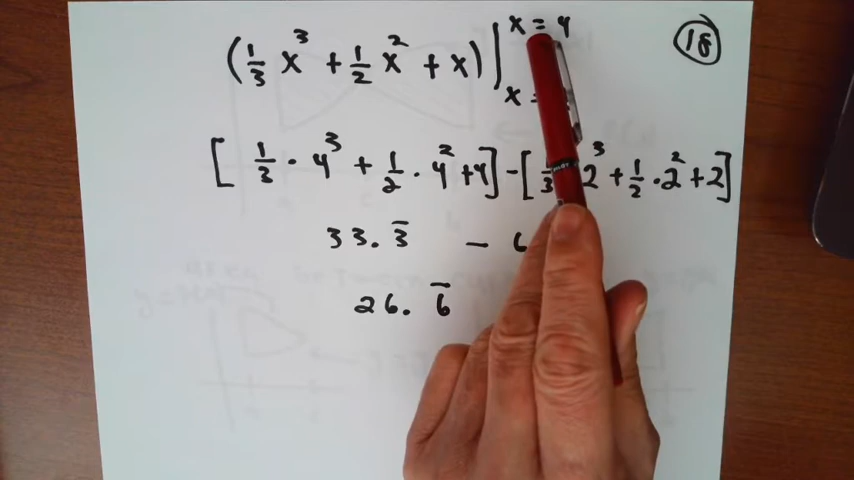 (1/3 x³ + 1/2 x² + x) | x = 4
x =
18
[ 1/3 · 4³ + 1/2 · 4² + 4 ] - [ 1/3 2³ + 1/2 · 2² + 2 ]
33.3̅ - 6
26.6̅